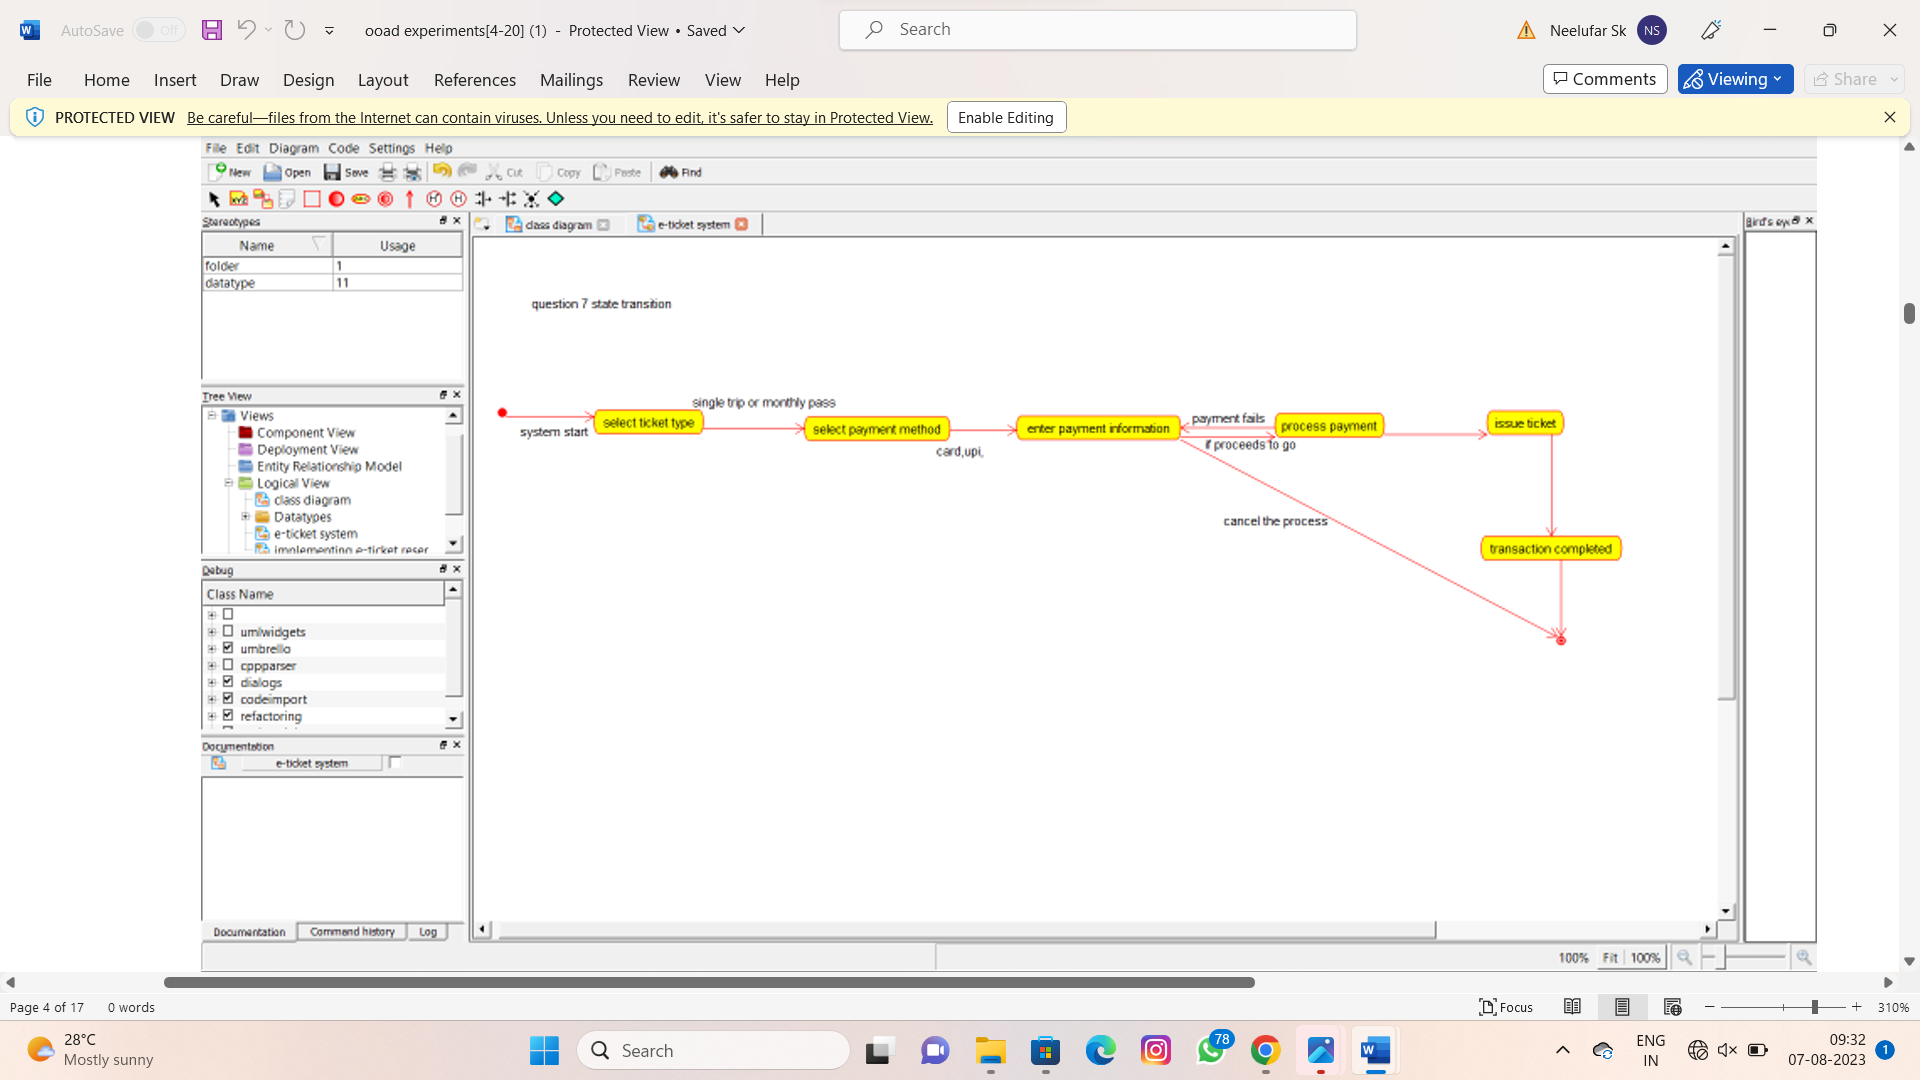 AutoSave Off ooad experiments[4-20] (1) - Protected View • Saved Search Neelufar Sk NS
File Home Insert Draw Design Layout References Mailings Review View Help Comments Viewing Share
PROTECTED VIEW Be careful—files from the Internet can contain viruses. Unless you need to edit, it's safer to stay in Protected View. Enable Editing
File Edit Diagram Code Settings Help
New Open Save Cut Copy Paste Find
XYZ H H
Stereotypes class diagram e-ticket system Bird's eye
Name Usage
folder 1
datatype 11
question 7 state transition
Tree View
Views
Component View
Deployment View
Entity Relationship Model
Logical View
class diagram
Datatypes
e-ticket system
implementing e-ticket reser
single trip or monthly pass
system start
select ticket type
select payment method
card,upi,
enter payment information
payment fails
if proceeds to go
process payment
issue ticket
cancel the process
transaction completed
Debug
Class Name
umlwidgets
umbrello
cppparser
dialogs
codeimport
refactoring
Documentation
e-ticket system
Documentation Command history Log
100% Fit 100%
Page 4 of 17 0 words Focus 310%
28°C
Mostly sunny
Search
78
ENG
IN
09:32
07-08-2023
1